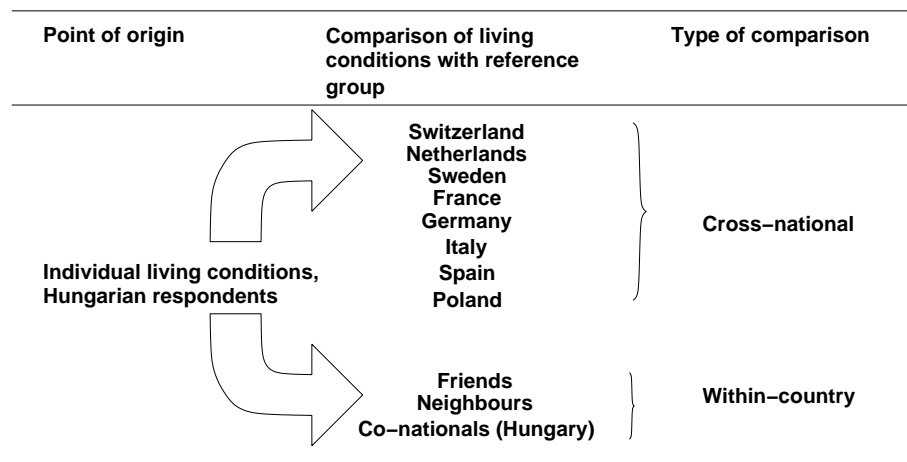 Point of origin
Comparison of living
conditions with reference
group
Type of comparison
Switzerland
Netherlands
Sweden
France
Germany
Italy
Spain
Poland
Cross−national
Individual living conditions,
Hungarian respondents
Friends
Neighbours
Co−nationals (Hungary)
Within−country